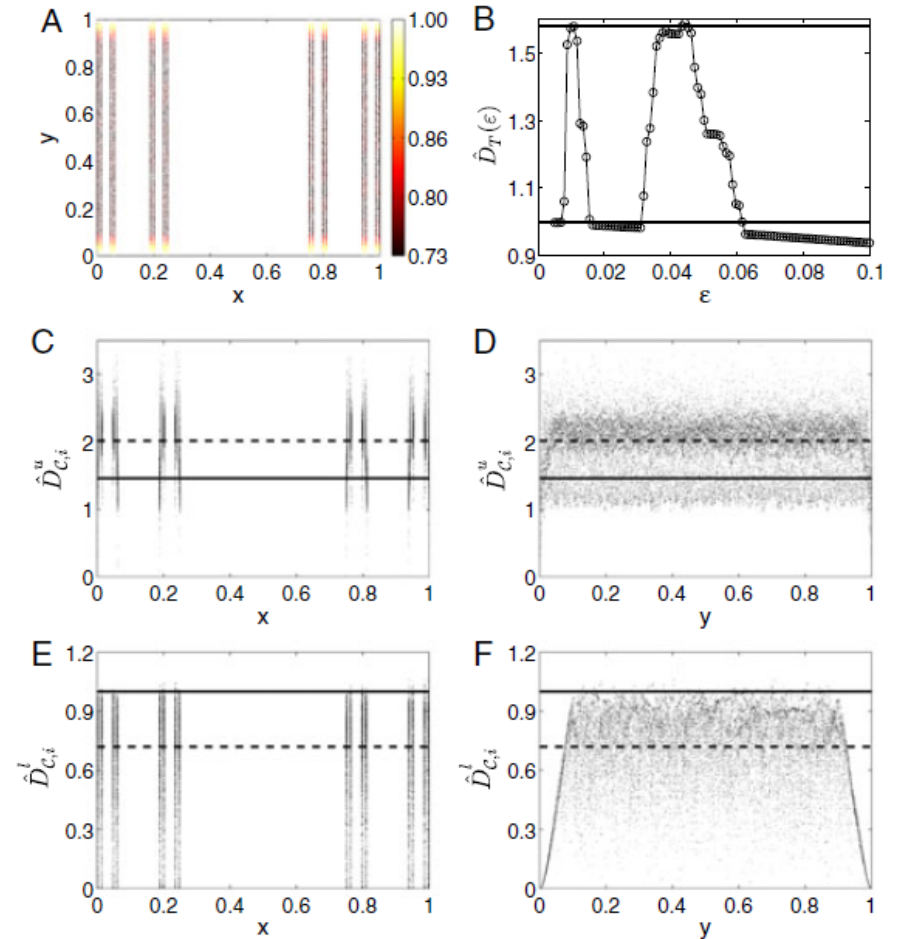 A
B
1
0.8
0.6
0.4
0.2
0
y
0 0.2 0.4 0.6 0.8 1
x
1.00
0.93
0.86
0.80
0.73
1.5
1.3
1.1
0.9
D̂_T(ε)
0 0.02 0.04 0.06 0.08 0.1
ε
C
D
3
2
1
0
D̂^u_{C,i}
0 0.2 0.4 0.6 0.8 1
x
3
2
1
0
D̂^u_{C,i}
0 0.2 0.4 0.6 0.8 1
y
E
F
1.2
0.9
0.6
0.3
0
D̂^l_{C,i}
0 0.2 0.4 0.6 0.8 1
x
1.2
0.9
0.6
0.3
0
D̂^l_{C,i}
0 0.2 0.4 0.6 0.8 1
y